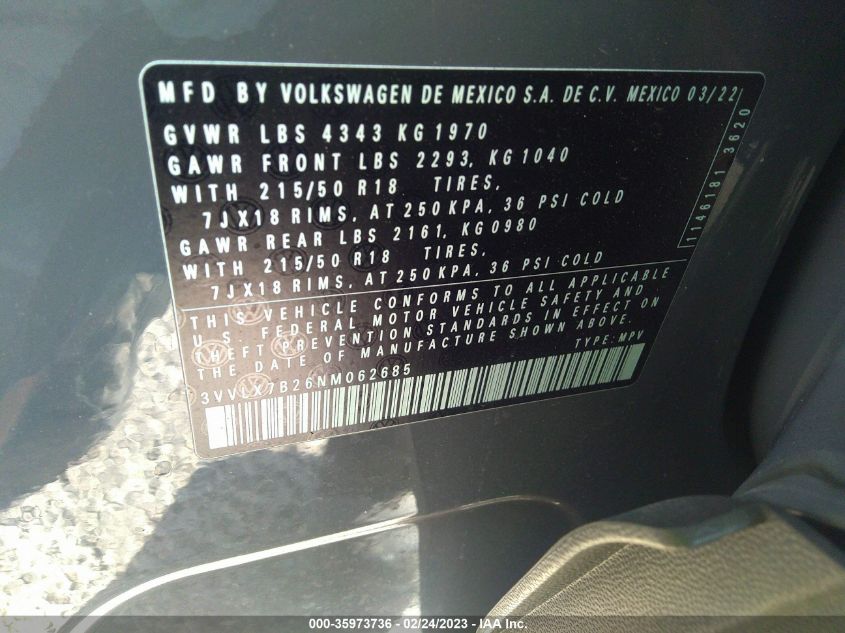 MFD BY VOLKSWAGEN DE MEXICO S.A. DE C.V. MEXICO 03/22
GVWR LBS 4343 KG 1970
GAWR FRONT LBS 2293, KG 1040
WITH 215/50 R18 TIRES,
7JX18 RIMS, AT 250 KPA, 36 PSI COLD
GAWR REAR LBS 2161, KG 0980
WITH 215/50 R18 TIRES,
7JX18 RIMS, AT 250 KPA, 36 PSI COLD
1146181 3620
THIS VEHICLE CONFORMS TO ALL APPLICABLE
U.S. FEDERAL MOTOR VEHICLE SAFETY AND
THEFT PREVENTION STANDARDS IN EFFECT ON
THE DATE OF MANUFACTURE SHOWN ABOVE.
TYPE: MPV
3VVLX7B26NM062685
000-35973736 - 02/24/2023 - IAA Inc.